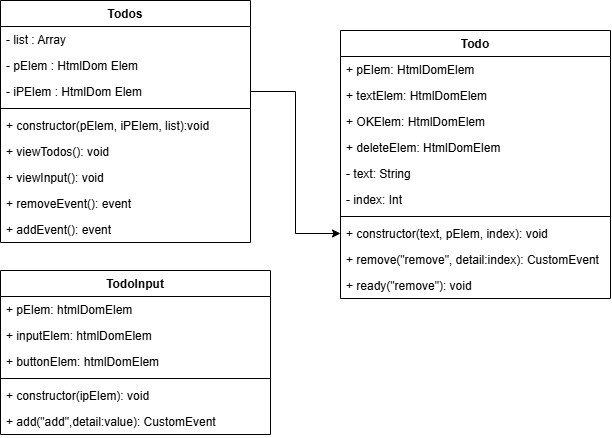 Todos
- list : Array
- pElem : HtmlDom Elem
- iPElem : HtmlDom Elem
+ constructor(pElem, iPElem, list):void
+ viewTodos(): void
+ viewInput(): void
+ removeEvent(): event
+ addEvent(): event
Todo
+ pElem: HtmlDomElem
+ textElem: HtmlDomElem
+ OKElem: HtmlDomElem
+ deleteElem: HtmlDomElem
- text: String
- index: Int
+ constructor(text, pElem, index): void
+ remove("remove", detail:index): CustomEvent
+ ready("remove"): void
TodoInput
+ pElem: htmlDomElem
+ inputElem: htmlDomElem
+ buttonElem: htmlDomElem
+ constructor(ipElem): void
+ add("add",detail:value): CustomEvent